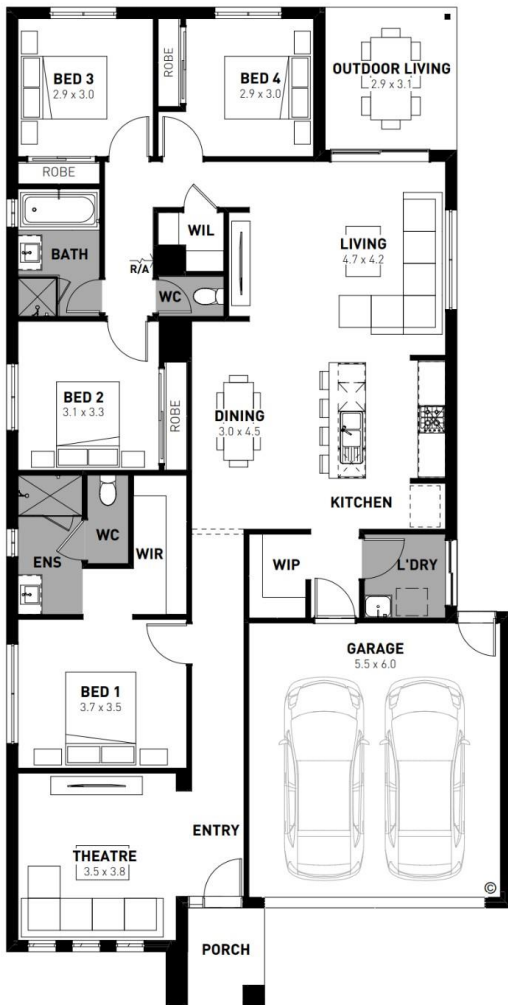 BED 3
2.9 x 3.0
ROBE
BED 4
2.9 x 3.0
OUTDOOR LIVING
2.9 x 3.1
ROBE
BATH
WIL
R/A
WC
LIVING
4.7 x 4.2
BED 2
3.1 x 3.3
ROBE
DINING
3.0 x 4.5
KITCHEN
ENS
WC
WIR
WIP
L'DRY
BED 1
3.7 x 3.5
GARAGE
5.5 x 6.0
THEATRE
3.5 x 3.8
ENTRY
©
PORCH